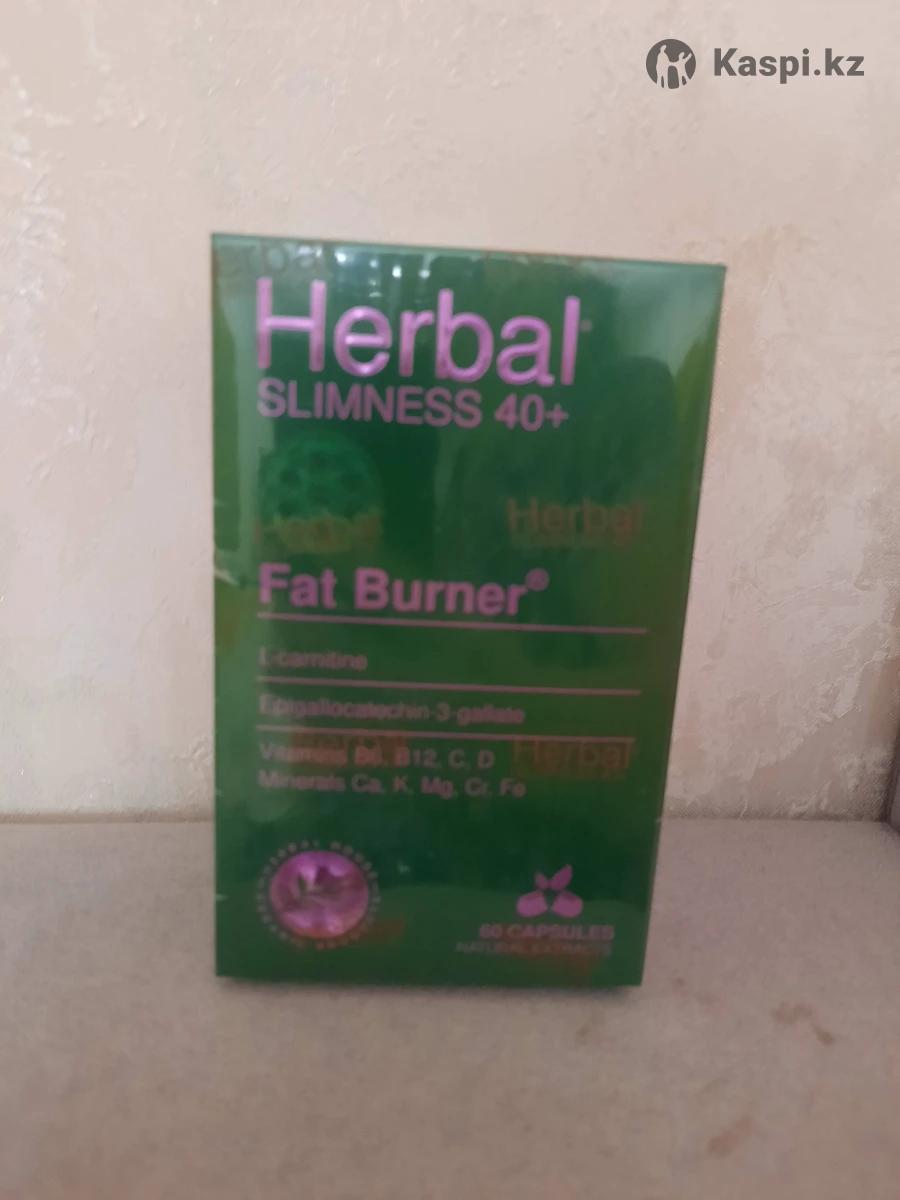 Kaspi.kz
Herbal
SLIMNESS 40+
Herbal
Fat Burner®
L-carnitine
Epigallocatechin-3-gallate
Vitamins B6, B12, C, D
Herbal
Minerals Ca, K, Mg, Cr, Fe
60 CAPSULES
NATURAL EXTRACTS